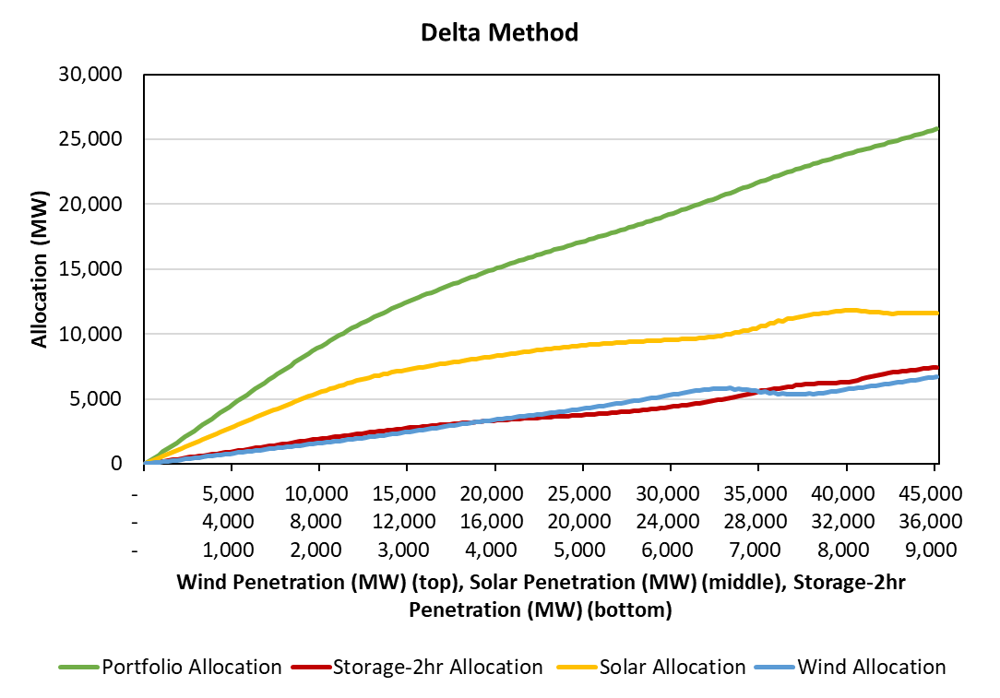 Delta Method
30,000
25,000
20,000
15,000
10,000
5,000
0
Allocation (MW)
- 5,000 10,000 15,000 20,000 25,000 30,000 35,000 40,000 45,000
- 4,000 8,000 12,000 16,000 20,000 24,000 28,000 32,000 36,000
- 1,000 2,000 3,000 4,000 5,000 6,000 7,000 8,000 9,000
Wind Penetration (MW) (top), Solar Penetration (MW) (middle), Storage-2hr
Penetration (MW) (bottom)
Portfolio Allocation Storage-2hr Allocation Solar Allocation Wind Allocation